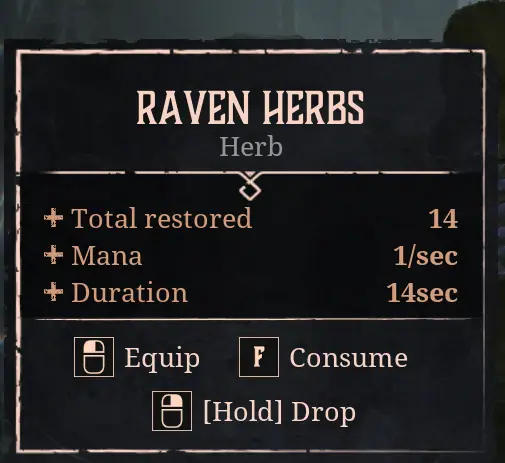 RAVEN HERBS
Herb
Total restored 14
Mana 1/sec
Duration 14sec
Equip F Consume
[Hold] Drop